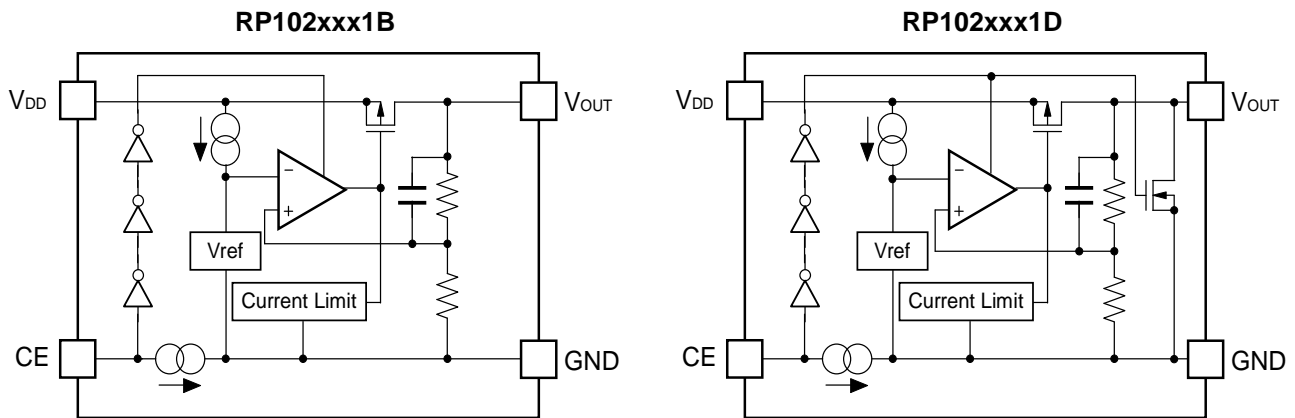 RP102xxx1B
VDD
VOUT
−
+
Vref
Current Limit
CE
GND
RP102xxx1D
VDD
VOUT
−
+
Vref
Current Limit
CE
GND